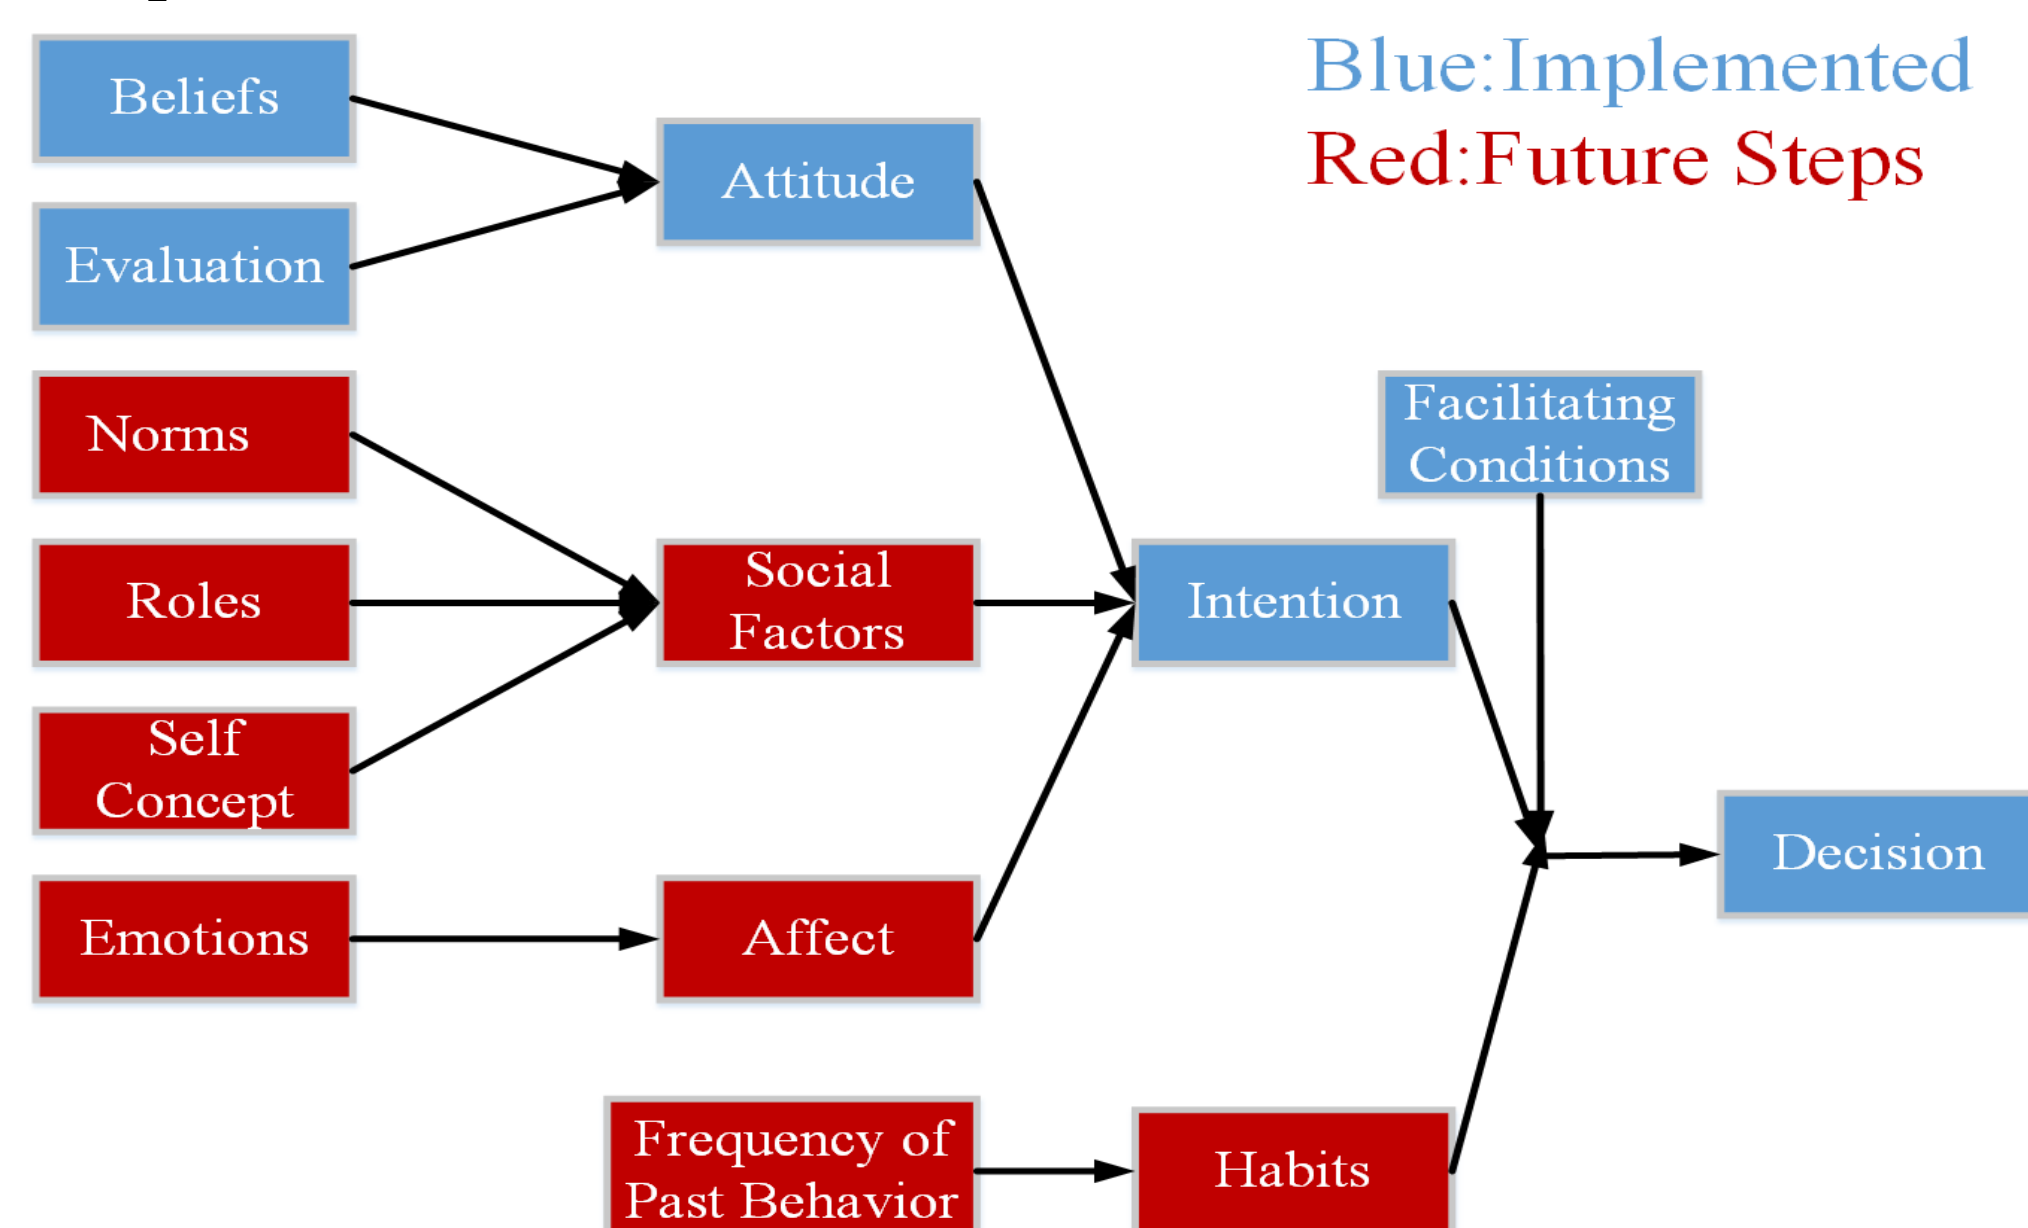 Blue:Implemented
Red:Future Steps
Beliefs
Attitude
Evaluation
Norms
Facilitating
Conditions
Roles
Social
Factors
Intention
Self
Concept
Decision
Emotions
Affect
Frequency of
Past Behavior
Habits